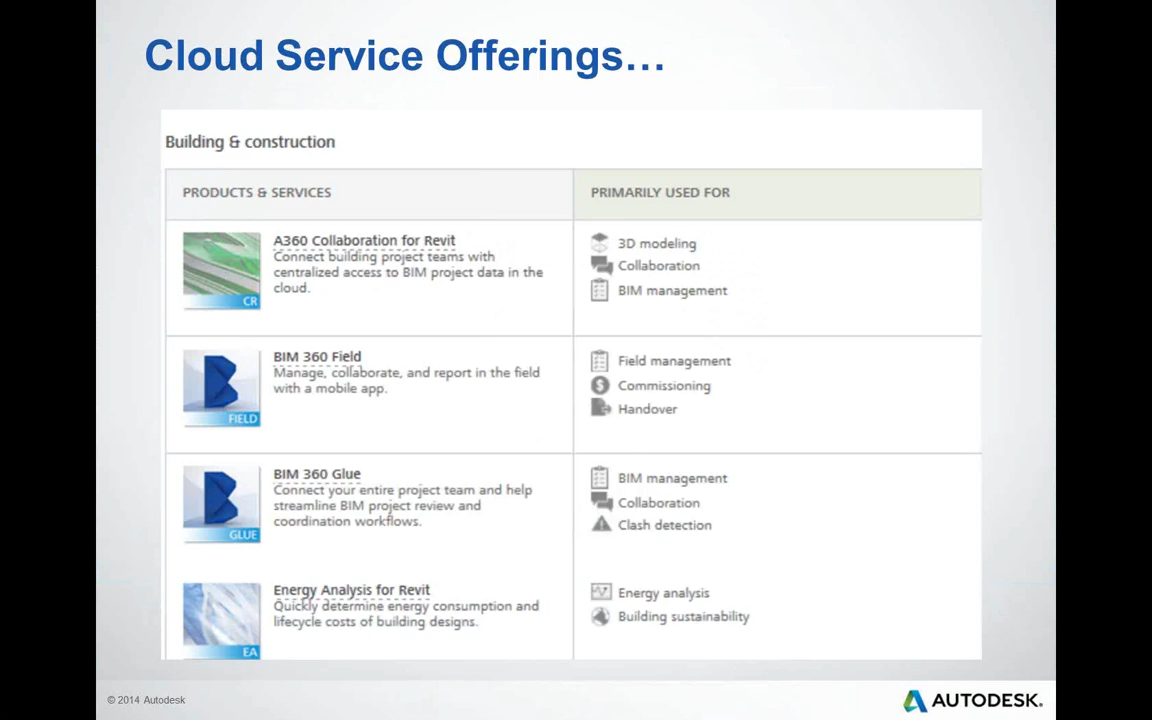 Cloud Service Offerings…
Building & construction
PRODUCTS & SERVICES
PRIMARILY USED FOR
A360 Collaboration for Revit
Connect building project teams with
centralized access to BIM project data in the
cloud.
CR
3D modeling
Collaboration
BIM management
BIM 360 Field
Manage, collaborate, and report in the field
with a mobile app.
FIELD
Field management
Commissioning
Handover
BIM 360 Glue
Connect your entire project team and help
streamline BIM project review and
coordination workflows.
GLUE
BIM management
Collaboration
Clash detection
Energy Analysis for Revit
Quickly determine energy consumption and
lifecycle costs of building designs.
EA
Energy analysis
Building sustainability
© 2014 Autodesk
AUTODESK.